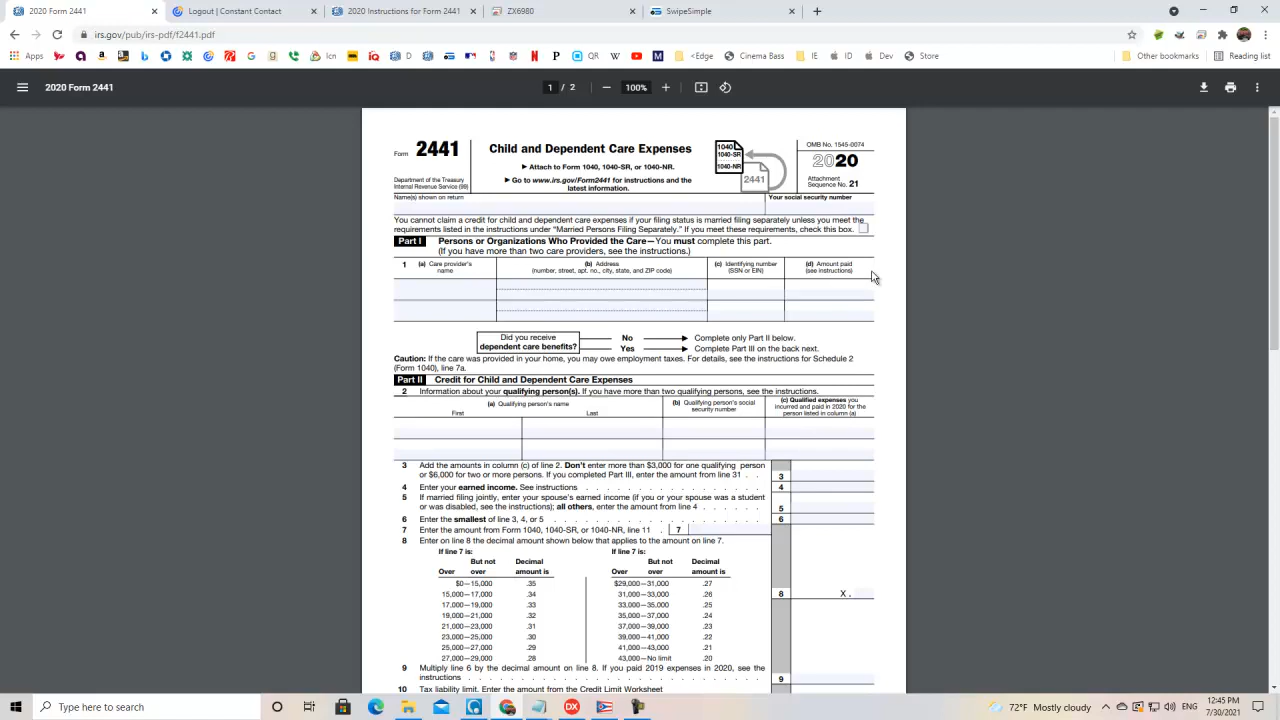 2020 Form 2441
Logout | Constant Contact
2020 Instructions for Form 2441
ZX6980
SwipeSimple
irs.gov/pub/irs-pdf/f2441.pdf
Apps
D
Icn
QR
<Edge
Cinema Bass
IE
ID
Dev
Store
Other bookmarks
Reading list
2020 Form 2441
1 / 2
100%
Form 2441
Department of the Treasury
Internal Revenue Service (99)
Child and Dependent Care Expenses
▶ Attach to Form 1040, 1040-SR, or 1040-NR.
▶ Go to www.irs.gov/Form2441 for instructions and the
latest information.
1040
1040-SR
1040-NR
2441
OMB No. 1545-0074
2020
Attachment
Sequence No. 21
Name(s) shown on return
Your social security number
You cannot claim a credit for child and dependent care expenses if your filing status is married filing separately unless you meet the
requirements listed in the instructions under “Married Persons Filing Separately.” If you meet these requirements, check this box.
Part I Persons or Organizations Who Provided the Care—You must complete this part.
(If you have more than two care providers, see the instructions.)
1 (a) Care provider's
name
(b) Address
(number, street, apt. no., city, state, and ZIP code)
(c) Identifying number
(SSN or EIN)
(d) Amount paid
(see instructions)
Did you receive
dependent care benefits?
No Complete only Part II below.
Yes Complete Part III on the back next.
Caution: If the care was provided in your home, you may owe employment taxes. For details, see the instructions for Schedule 2
(Form 1040), line 7a.
Part II Credit for Child and Dependent Care Expenses
2 Information about your qualifying person(s). If you have more than two qualifying persons, see the instructions.
(a) Qualifying person's name
First Last
(b) Qualifying person's social
security number
(c) Qualified expenses you
incurred and paid in 2020 for the
person listed in column (a)
3 Add the amounts in column (c) of line 2. Don't enter more than $3,000 for one qualifying person
or $6,000 for two or more persons. If you completed Part III, enter the amount from line 31 . . 3
4 Enter your earned income. See instructions . . . . . . . . . . . . . . . 4
5 If married filing jointly, enter your spouse's earned income (if you or your spouse was a student
or was disabled, see the instructions); all others, enter the amount from line 4 . . . . . . 5
6 Enter the smallest of line 3, 4, or 5 . . . . . . . . . . . . . . . . . 6
7 Enter the amount from Form 1040, 1040-SR, or 1040-NR, line 11 . 7
8 Enter on line 8 the decimal amount shown below that applies to the amount on line 7.
If line 7 is: If line 7 is:
But not Decimal But not Decimal
Over over amount is Over over amount is
$0—15,000 .35 $29,000—31,000 .27
15,000—17,000 .34 31,000—33,000 .26
17,000—19,000 .33 33,000—35,000 .25
19,000—21,000 .32 35,000—37,000 .24
21,000—23,000 .31 37,000—39,000 .23
23,000—25,000 .30 39,000—41,000 .22
25,000—27,000 .29 41,000—43,000 .21
27,000—29,000 .28 43,000—No limit .20
8 X .
9 Multiply line 6 by the decimal amount on line 8. If you paid 2019 expenses in 2020, see the
instructions . . . . . . . . . . . . . . . . . . . . . . . 9
10 Tax liability limit. Enter the amount from the Credit Limit Worksheet
Type here to search
72°F Mostly cloudy
ENG
12:45 PM
7/30/2021